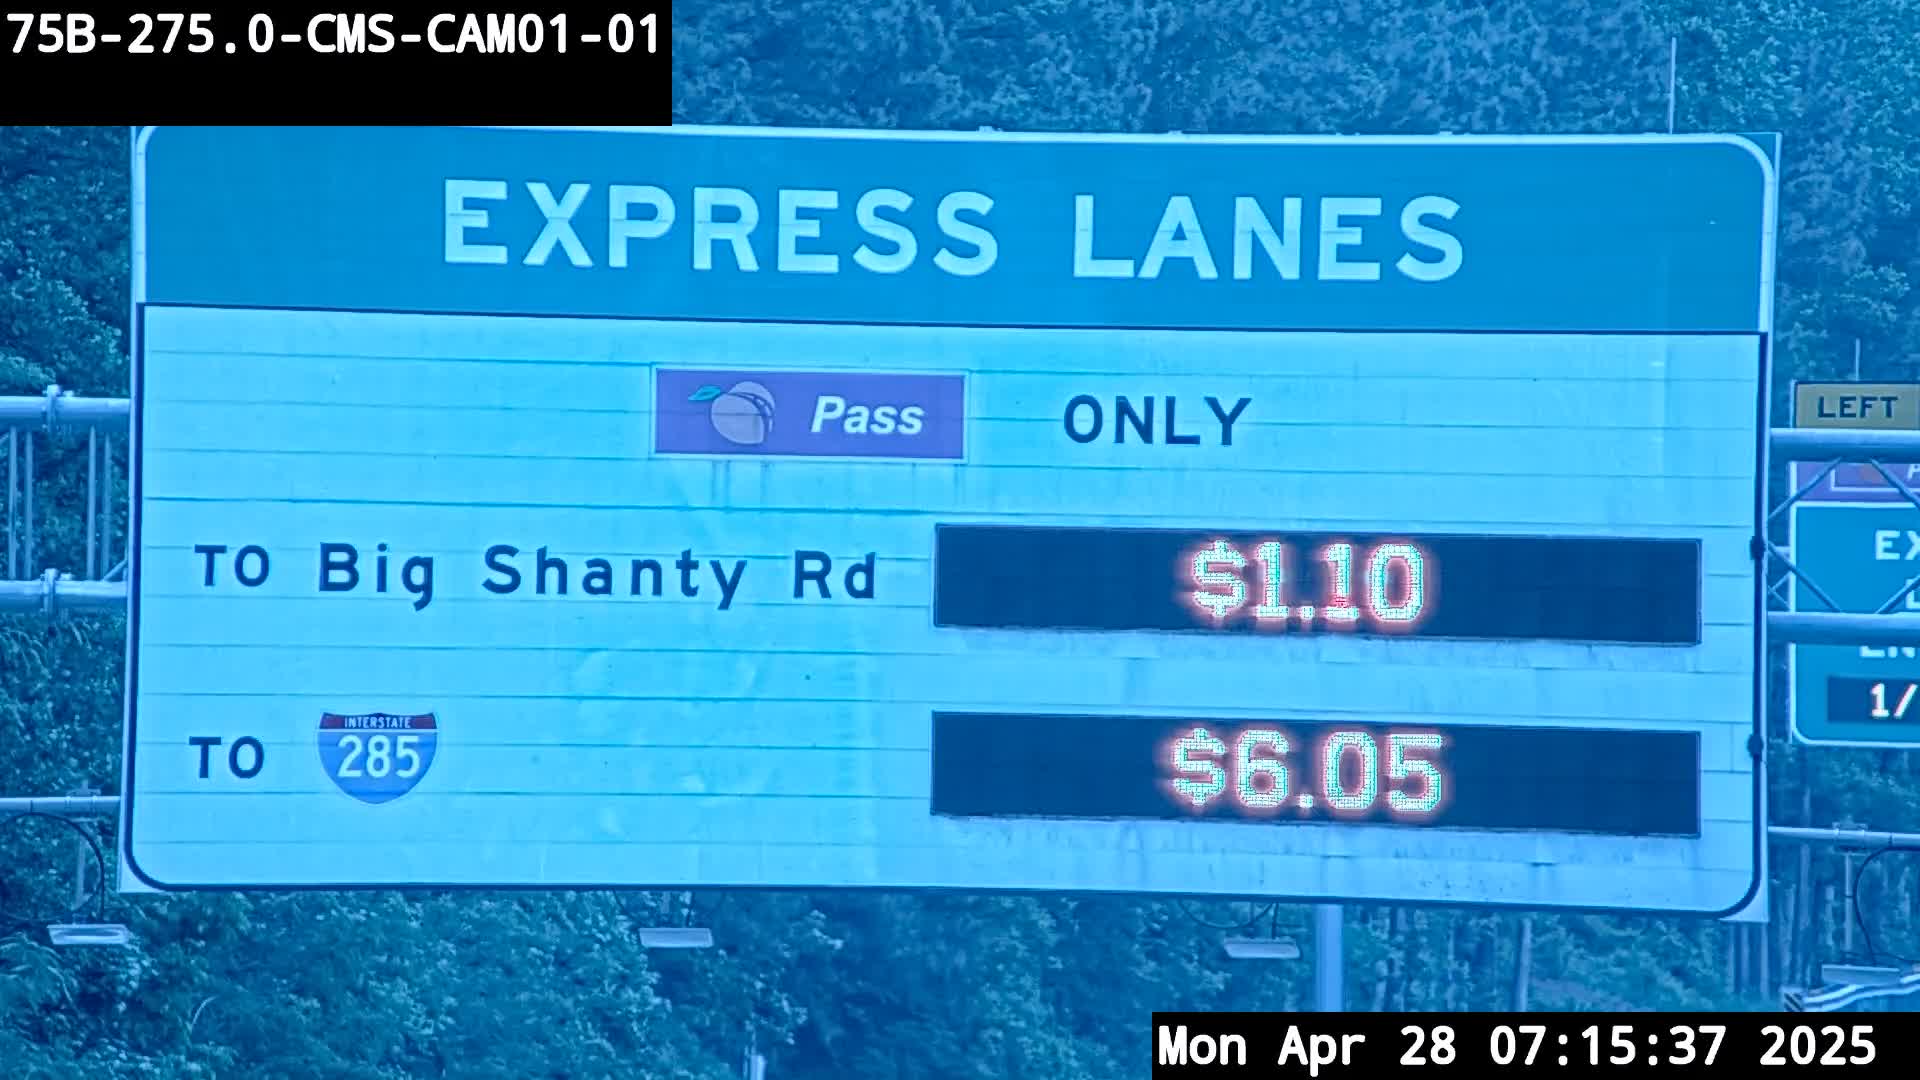 75B-275.0-CMS-CAM01-01
EXPRESS LANES
Pass ONLY
TO Big Shanty Rd $1.10
TO INTERSTATE 285 $6.05
LEFT
1/
Mon Apr 28 07:15:37 2025